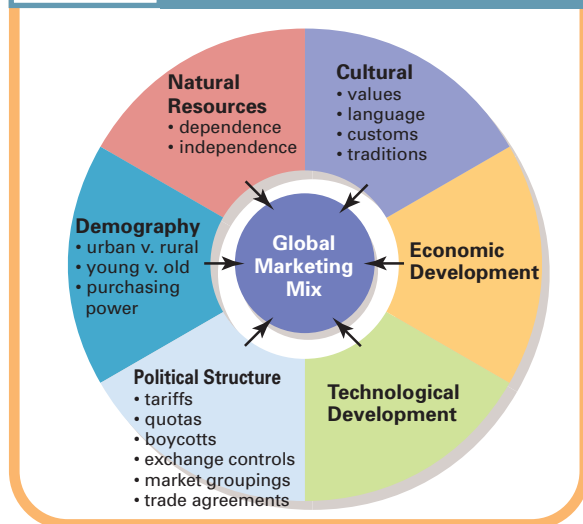 Natural
Resources
• dependence
• independence
Cultural
• values
• language
• customs
• traditions
Demography
• urban v. rural
• young v. old
• purchasing
power
Global
Marketing
Mix
Economic
Development
Political Structure
• tariffs
• quotas
• boycotts
• exchange controls
• market groupings
• trade agreements
Technological
Development